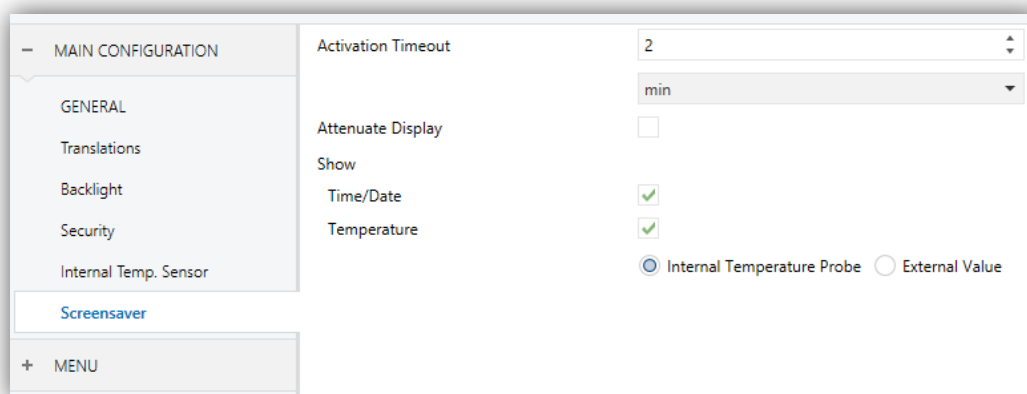 MAIN CONFIGURATION
GENERAL
Translations
Backlight
Security
Internal Temp. Sensor
Screensaver
MENU
Activation Timeout
2
min
Attenuate Display
Show
Time/Date
Temperature
Internal Temperature Probe External Value